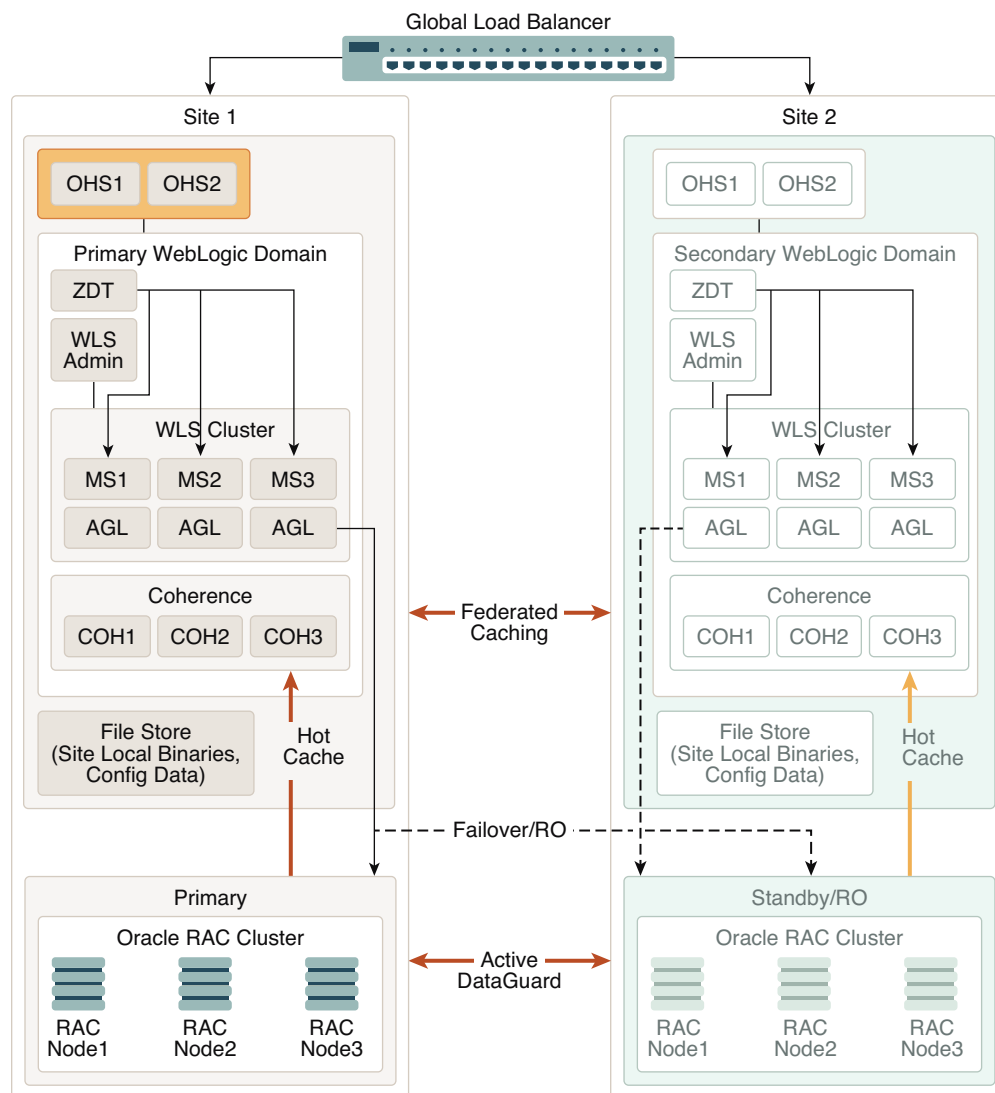 Global Load Balancer
Site 1
OHS1
OHS2
Primary WebLogic Domain
ZDT
WLS
Admin
WLS Cluster
MS1
MS2
MS3
AGL
AGL
AGL
Coherence
COH1
COH2
COH3
File Store
(Site Local Binaries,
Config Data)
Hot
Cache
Primary
Oracle RAC Cluster
RAC
Node1
RAC
Node2
RAC
Node3
Federated
Caching
Failover/RO
Active
DataGuard
Site 2
OHS1
OHS2
Secondary WebLogic Domain
ZDT
WLS
Admin
WLS Cluster
MS1
MS2
MS3
AGL
AGL
AGL
Coherence
COH1
COH2
COH3
File Store
(Site Local Binaries,
Config Data)
Hot
Cache
Standby/RO
Oracle RAC Cluster
RAC
Node1
RAC
Node2
RAC
Node3